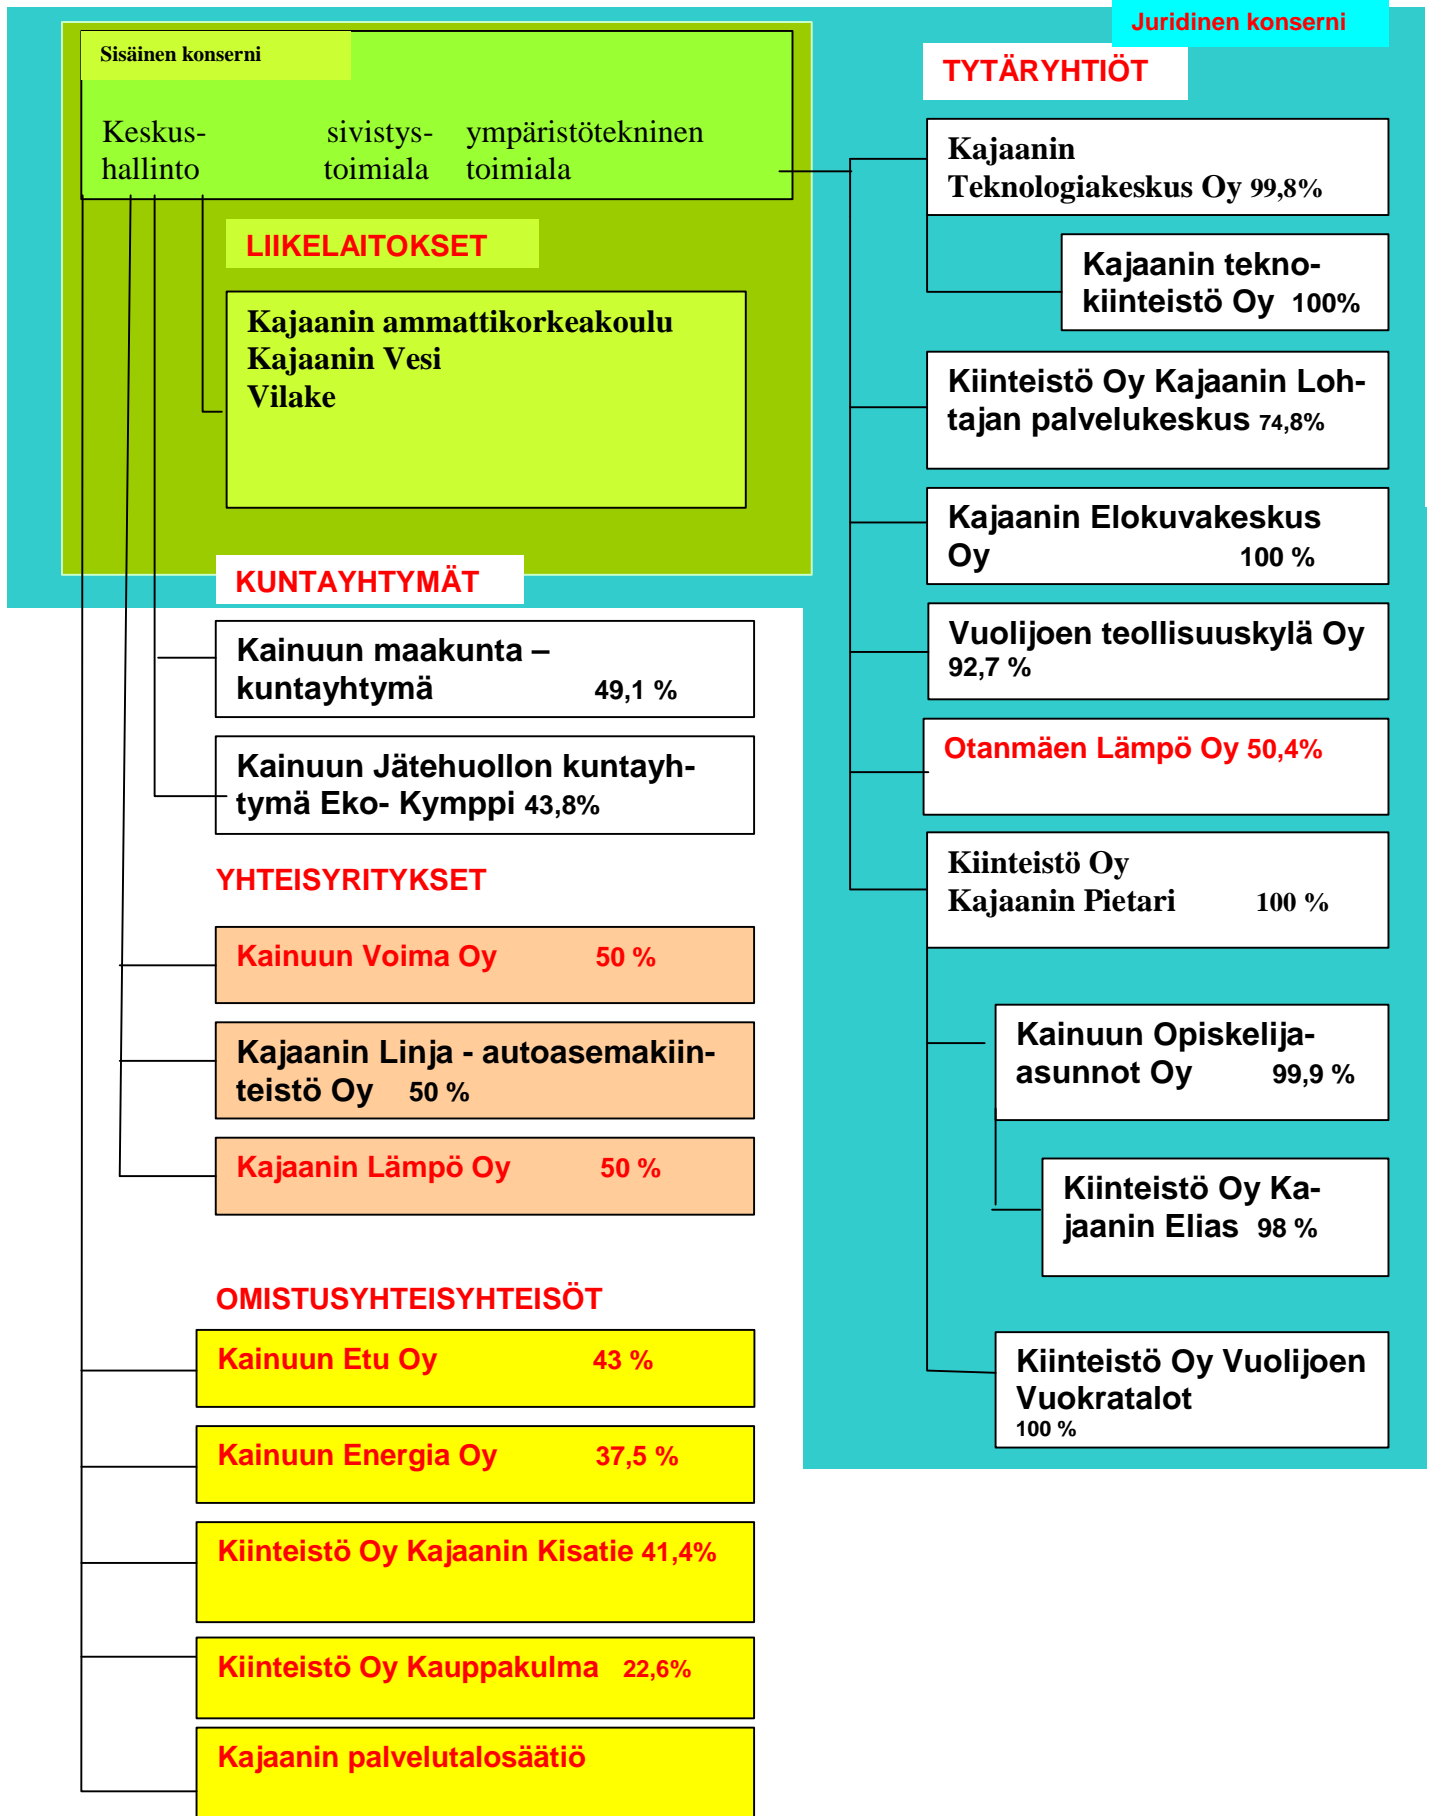 Juridinen konserni
Sisäinen konserni
Keskus-
hallinto
sivistys-
toimiala
ympäristötekninen
toimiala
LIIKELAITOKSET
Kajaanin ammattikorkeakoulu
Kajaanin Vesi
Vilake
KUNTAYHTYMÄT
Kainuun maakunta –
kuntayhtymä 49,1 %
Kainuun Jätehuollon kuntayh-
tymä Eko- Kymppi 43,8%
YHTEISYRITYKSET
Kainuun Voima Oy 50 %
Kajaanin Linja - autoasemakiin-
teistö Oy 50 %
Kajaanin Lämpö Oy 50 %
OMISTUSYHTEISYHTEISÖT
Kainuun Etu Oy 43 %
Kainuun Energia Oy 37,5 %
Kiinteistö Oy Kajaanin Kisatie 41,4%
Kiinteistö Oy Kauppakulma 22,6%
Kajaanin palvelutalosäätiö
TYTÄRYHTIÖT
Kajaanin
Teknologiakeskus Oy 99,8%
Kajaanin tekno-
kiinteistö Oy 100%
Kiinteistö Oy Kajaanin Loh-
tajan palvelukeskus 74,8%
Kajaanin Elokuvakeskus
Oy 100 %
Vuolijoen teollisuuskylä Oy
92,7 %
Otanmäen Lämpö Oy 50,4%
Kiinteistö Oy
Kajaanin Pietari 100 %
Kainuun Opiskelija-
asunnot Oy 99,9 %
Kiinteistö Oy Ka-
jaanin Elias 98 %
Kiinteistö Oy Vuolijoen
Vuokratalot
100 %